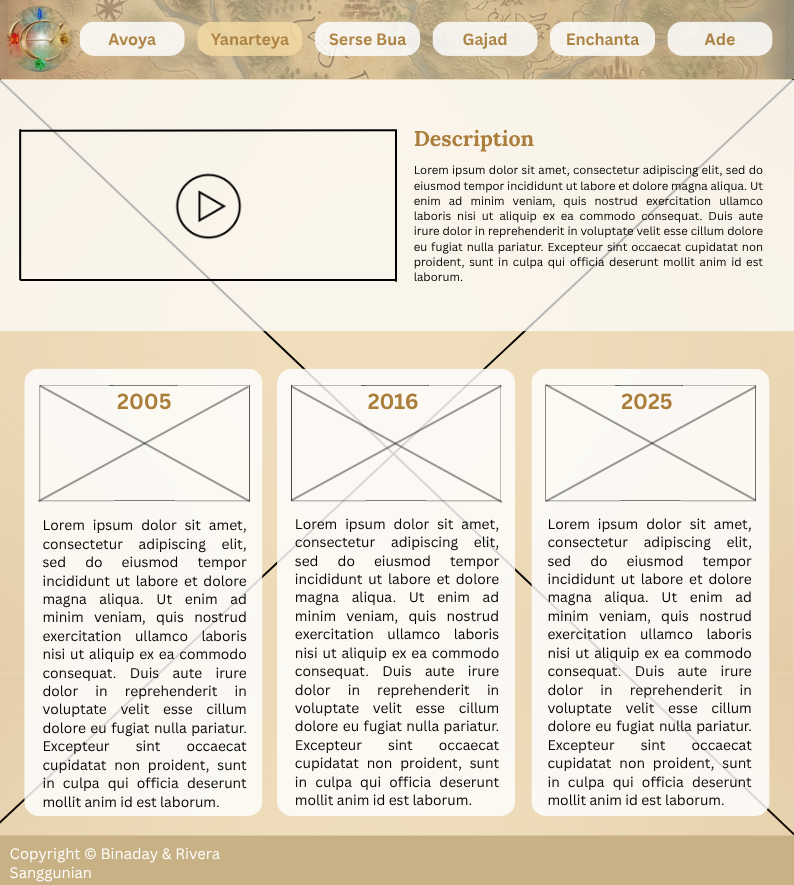 Avoya
Yanarteya
Serse Bua
Gajad
Enchanta
Ade
Description
Lorem ipsum dolor sit amet, consectetur adipiscing elit, sed do
eiusmod tempor incididunt ut labore et dolore magna aliqua. Ut
enim ad minim veniam, quis nostrud exercitation ullamco
laboris nisi ut aliquip ex ea commodo consequat. Duis aute
irure dolor in reprehenderit in voluptate velit esse cillum dolore
eu fugiat nulla pariatur. Excepteur sint occaecat cupidatat non
proident, sunt in culpa qui officia deserunt mollit anim id est
laborum.
2005
Lorem ipsum dolor sit amet,
consectetur adipiscing elit,
sed do eiusmod tempor
incididunt ut labore et dolore
magna aliqua. Ut enim ad
minim veniam, quis nostrud
exercitation ullamco laboris
nisi ut aliquip ex ea commodo
consequat. Duis aute irure
dolor in reprehenderit in
voluptate velit esse cillum
dolore eu fugiat nulla pariatur.
Excepteur sint occaecat
cupidatat non proident, sunt
in culpa qui officia deserunt
mollit anim id est laborum.
2016
Lorem ipsum dolor sit amet,
consectetur adipiscing elit,
sed do eiusmod tempor
incididunt ut labore et dolore
magna aliqua. Ut enim ad
minim veniam, quis nostrud
exercitation ullamco laboris
nisi ut aliquip ex ea commodo
consequat. Duis aute irure
dolor in reprehenderit in
voluptate velit esse cillum
dolore eu fugiat nulla pariatur.
Excepteur sint occaecat
cupidatat non proident, sunt
in culpa qui officia deserunt
mollit anim id est laborum.
2025
Lorem ipsum dolor sit amet,
consectetur adipiscing elit,
sed do eiusmod tempor
incididunt ut labore et dolore
magna aliqua. Ut enim ad
minim veniam, quis nostrud
exercitation ullamco laboris
nisi ut aliquip ex ea commodo
consequat. Duis aute irure
dolor in reprehenderit in
voluptate velit esse cillum
dolore eu fugiat nulla pariatur.
Excepteur sint occaecat
cupidatat non proident, sunt
in culpa qui officia deserunt
mollit anim id est laborum.
Copyright © Binaday & Rivera
Sanggunian